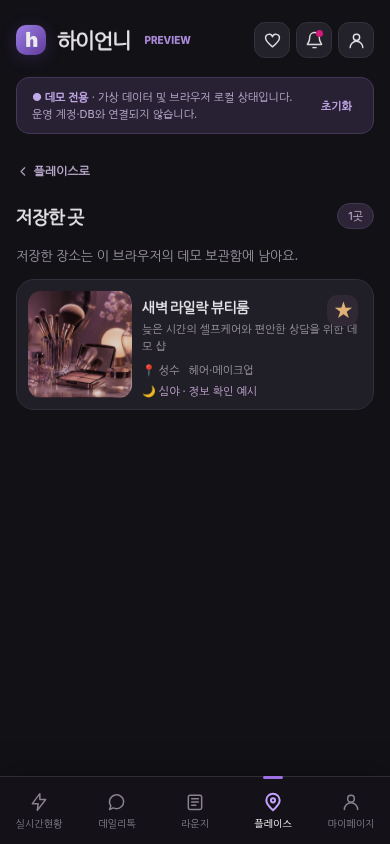 h 하이언니 PREVIEW
● 데모 전용 · 가상 데이터 및 브라우저 로컬 상태입니다.
운영 계정·DB와 연결되지 않습니다.
초기화
플레이스로
저장한 곳
1곳
저장한 장소는 이 브라우저의 데모 보관함에 남아요.
새벽 라일락 뷰티룸
늦은 시간의 셀프케어와 편안한 상담을 위한 데
모 샵
성수 헤어·메이크업
심야 · 정보 확인 예시
실시간현황
데일리톡
라운지
플레이스
마이페이지